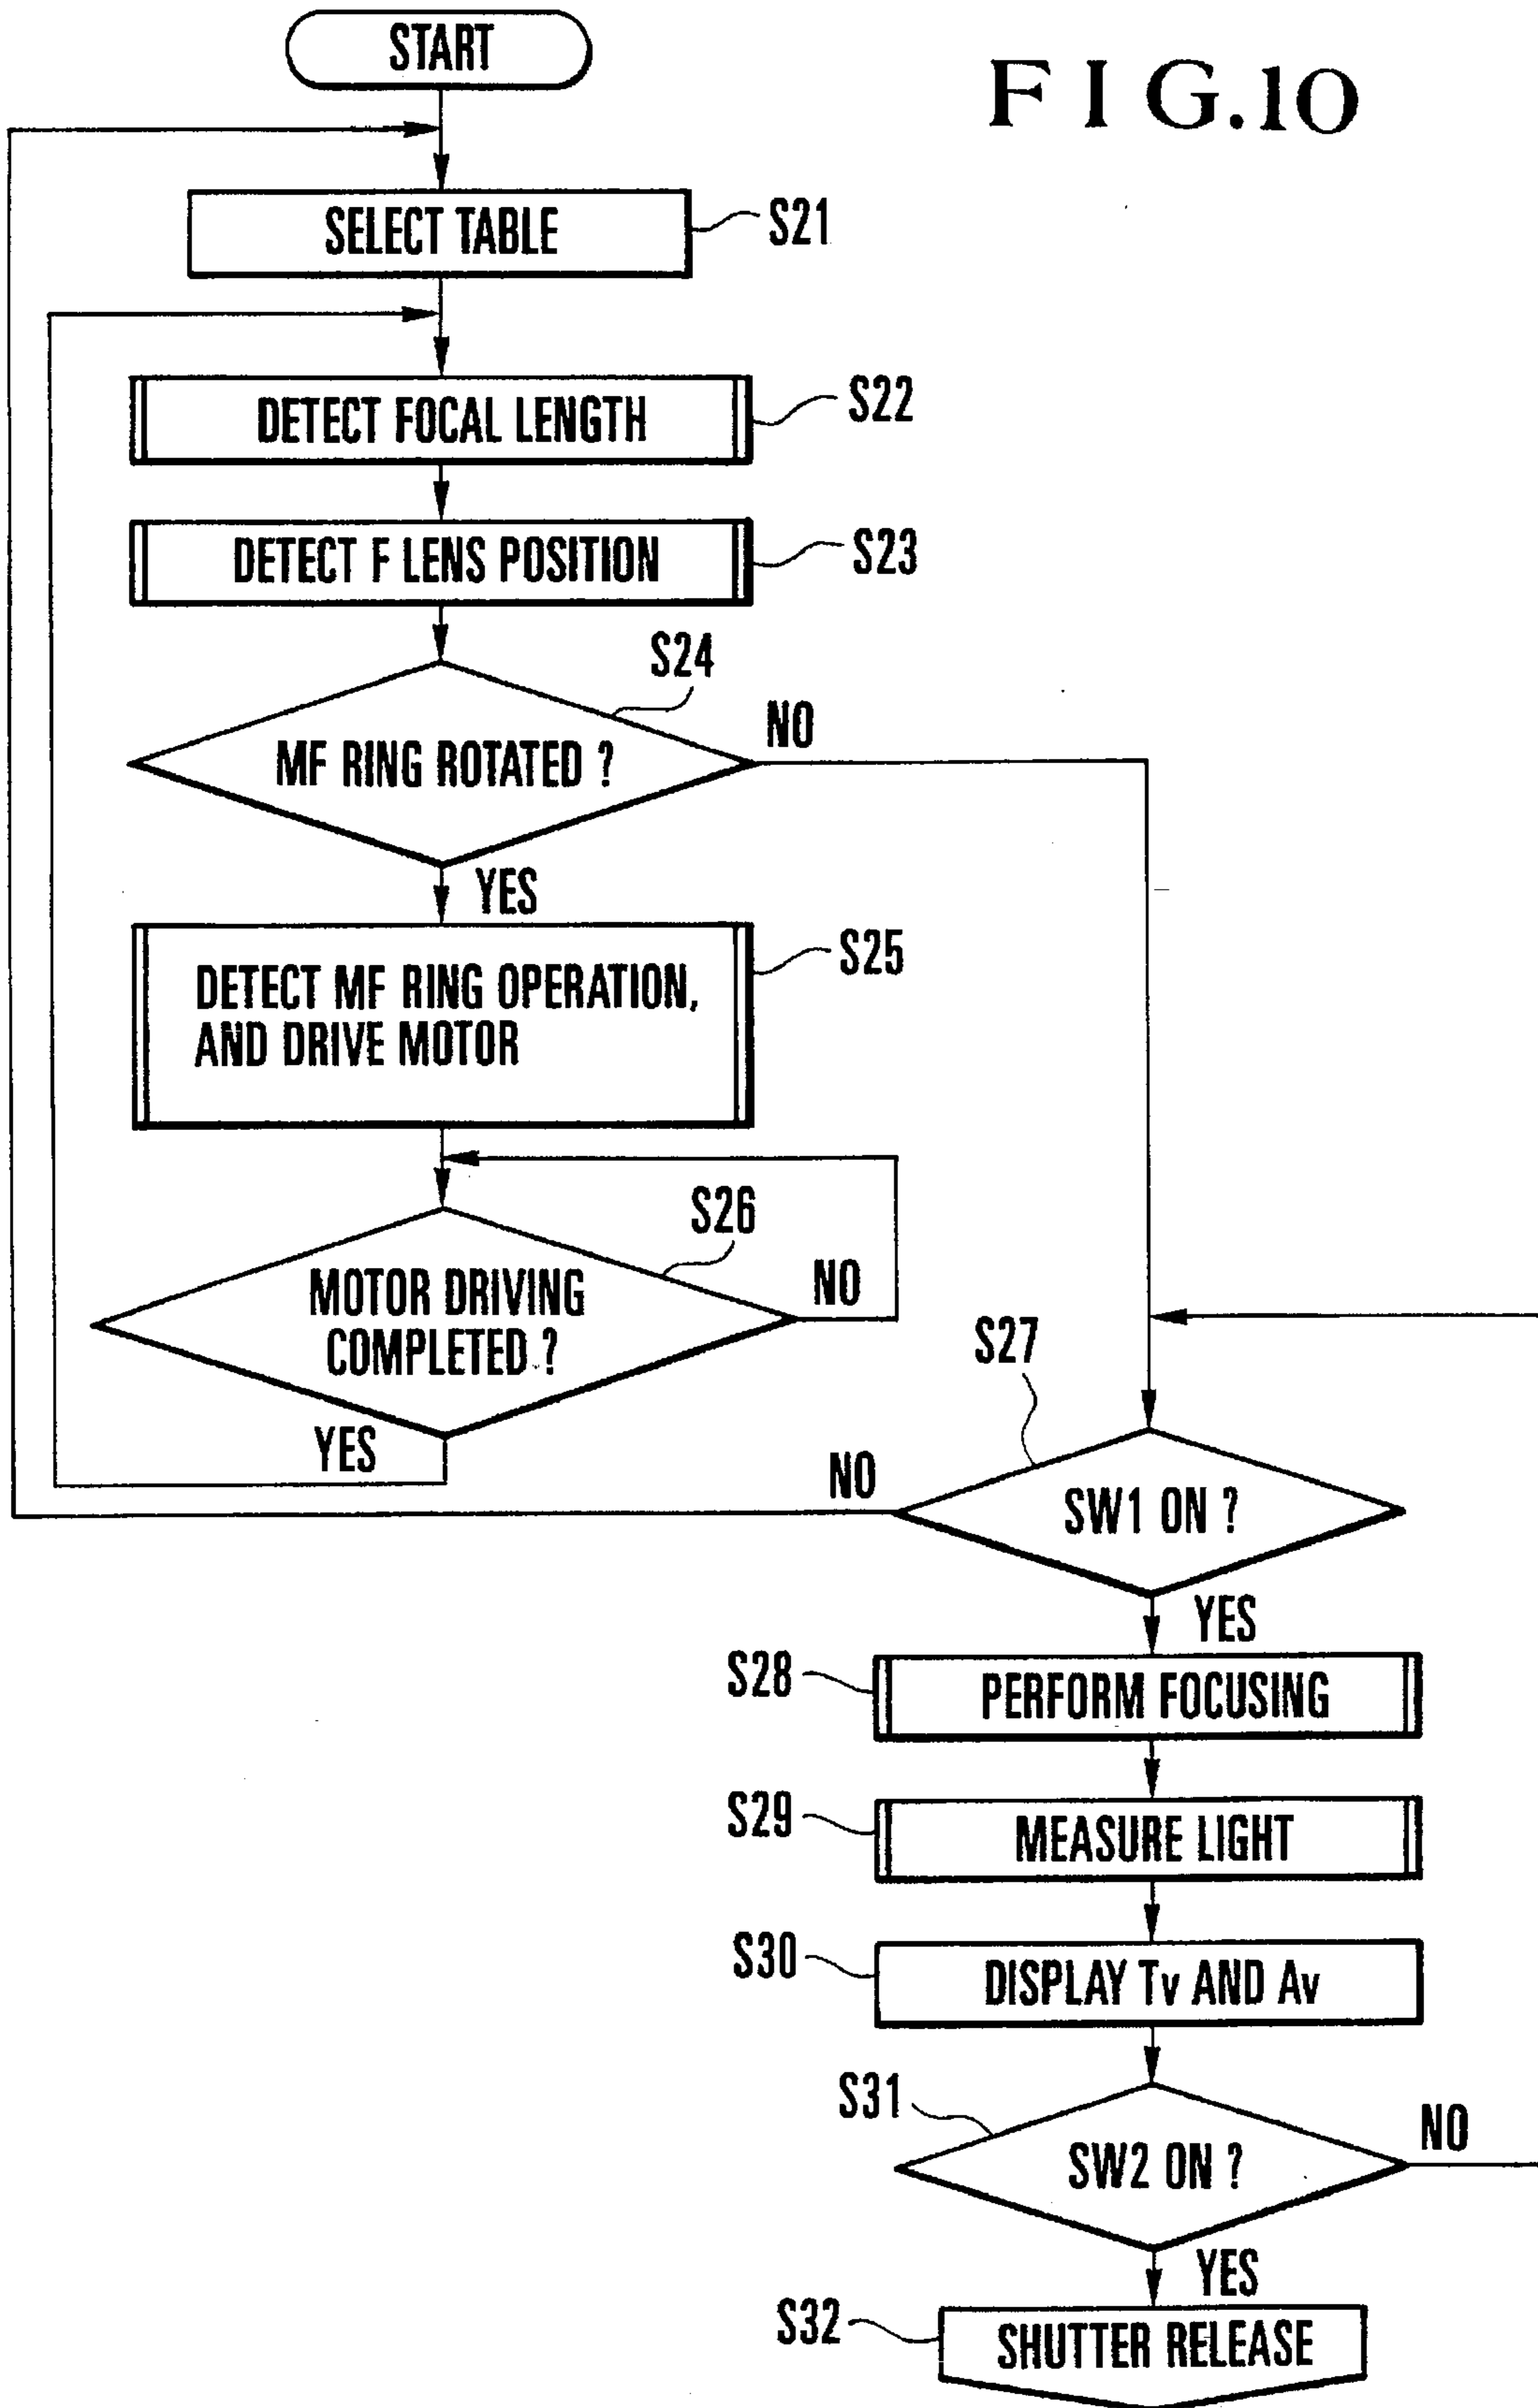 START
FIG.10
SELECT TABLE
S21
DETECT FOCAL LENGTH
S22
DETECT F LENS POSITION
S23
S24
MF RING ROTATED ?
NO
YES
DETECT MF RING OPERATION,
AND DRIVE MOTOR
S25
S26
MOTOR DRIVING
COMPLETED ?
NO
YES
S27
SW1 ON ?
NO
YES
S28
PERFORM FOCUSING
S29
MEASURE LIGHT
S30
DISPLAY Tv AND Av
S31
SW2 ON ?
NO
YES
S32
SHUTTER RELEASE